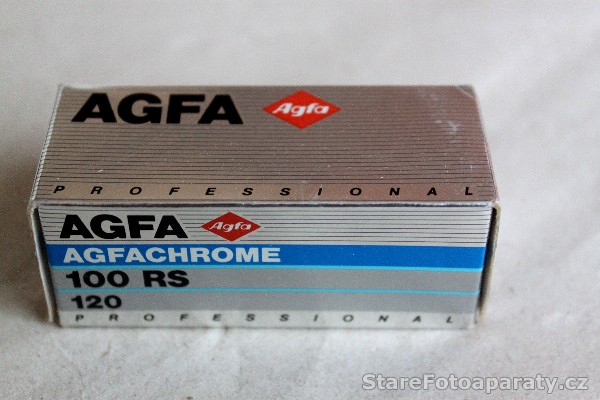 AGFA Agfa
PROFESSIONAL
AGFA Agfa
AGFACHROME
100 RS
120
PROFESSIONAL
StareFotoaparaty.cz